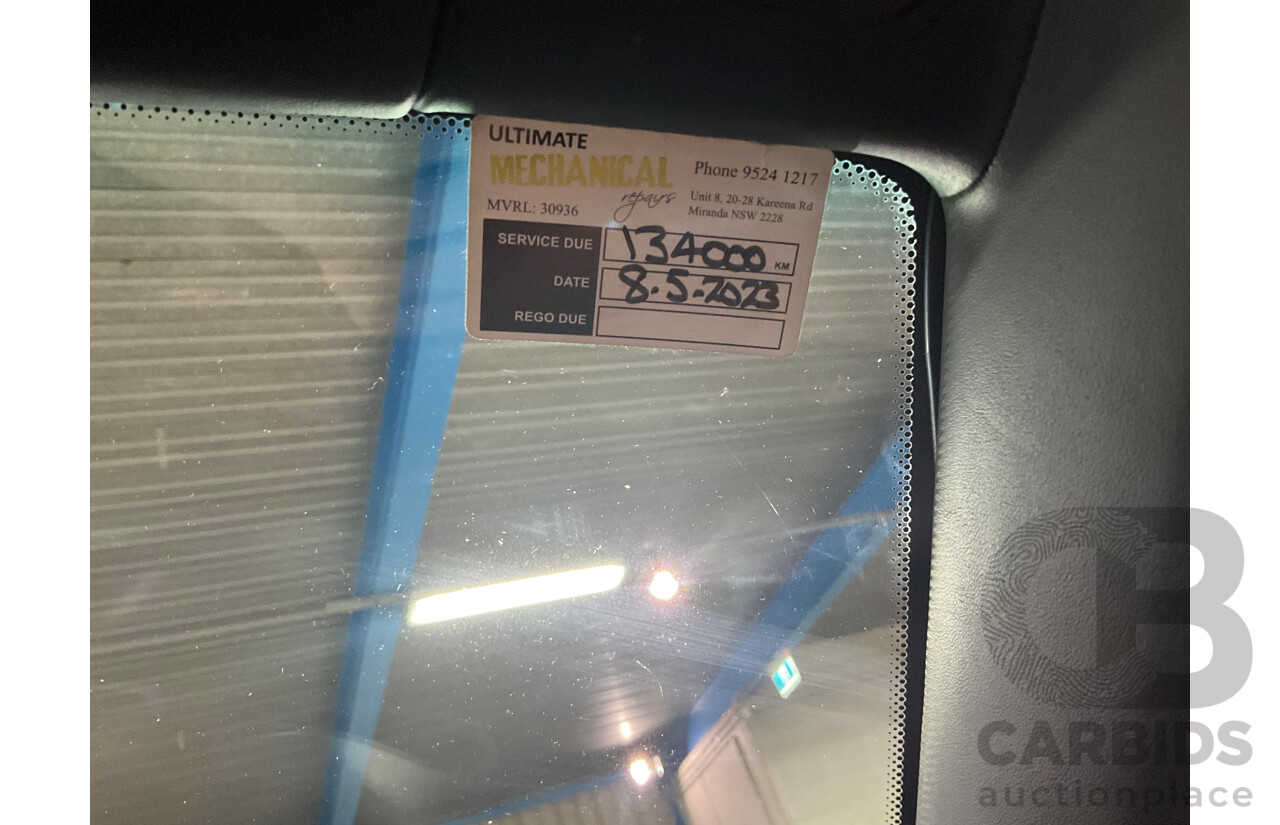 ULTIMATE
MECHANICAL
repairs
Phone 9524 1217
Unit 8, 20-28 Kareena Rd
Miranda NSW 2228
MVRL: 30936
SERVICE DUE 134000 KM
DATE 8.5.2023
REGO DUE
CB
CARBIDS
auctionplace